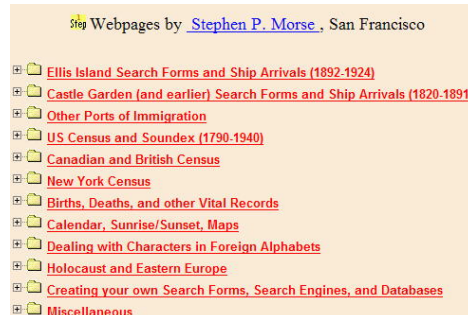 1 Step Webpages by Stephen P. Morse , San Francisco
Ellis Island Search Forms and Ship Arrivals (1892-1924)
Castle Garden (and earlier) Search Forms and Ship Arrivals (1820-1891
Other Ports of Immigration
US Census and Soundex (1790-1940)
Canadian and British Census
New York Census
Births, Deaths, and other Vital Records
Calendar, Sunrise/Sunset, Maps
Dealing with Characters in Foreign Alphabets
Holocaust and Eastern Europe
Creating your own Search Forms, Search Engines, and Databases
Miscellaneous